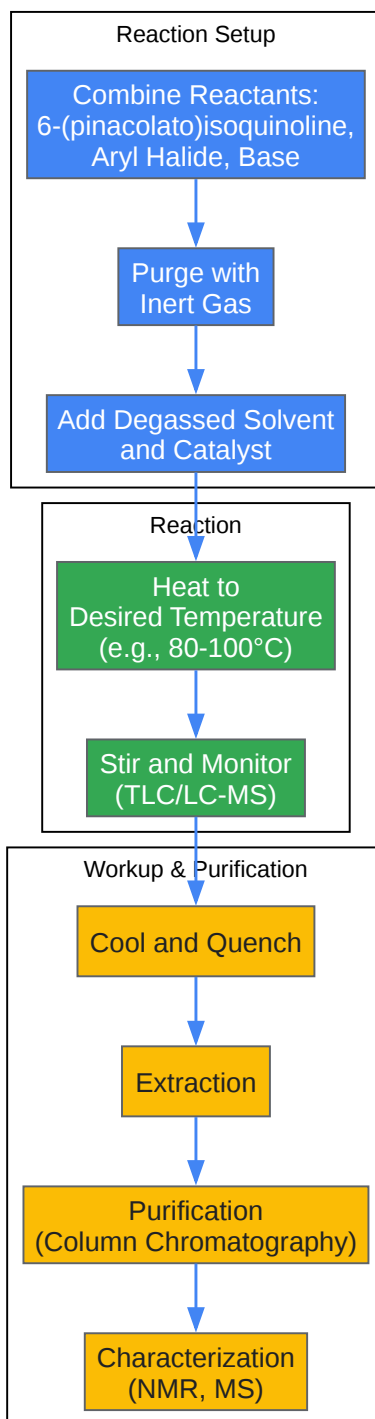 Reaction Setup
Combine Reactants:
6-(pinacolato)isoquinoline,
Aryl Halide, Base
Purge with
Inert Gas
Add Degassed Solvent
and Catalyst
Reaction
Heat to
Desired Temperature
(e.g., 80-100°C)
Stir and Monitor
(TLC/LC-MS)
Workup & Purification
Cool and Quench
Extraction
Purification
(Column Chromatography)
Characterization
(NMR, MS)